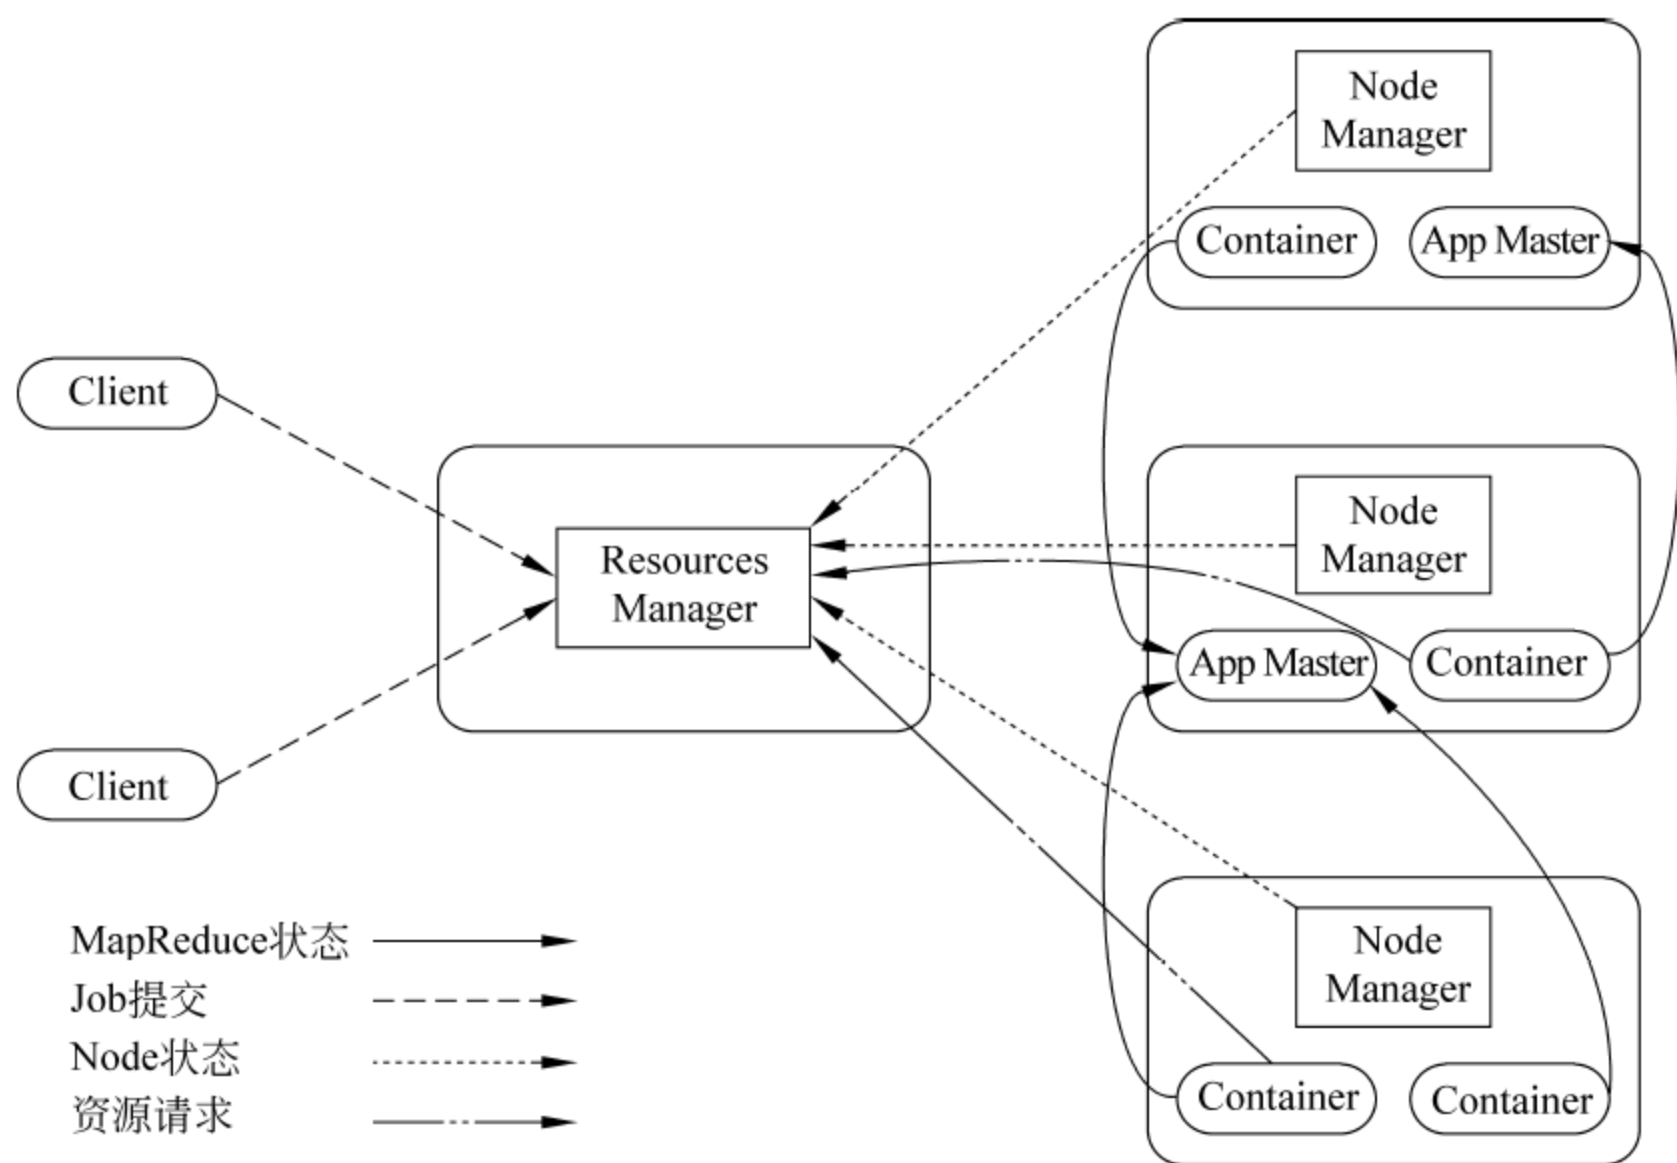 Node
Manager
Container
App Master
Client
Resources
Manager
Node
Manager
App Master
Container
Client
MapReduce状态
Job提交
Node状态
资源请求
Node
Manager
Container
Container